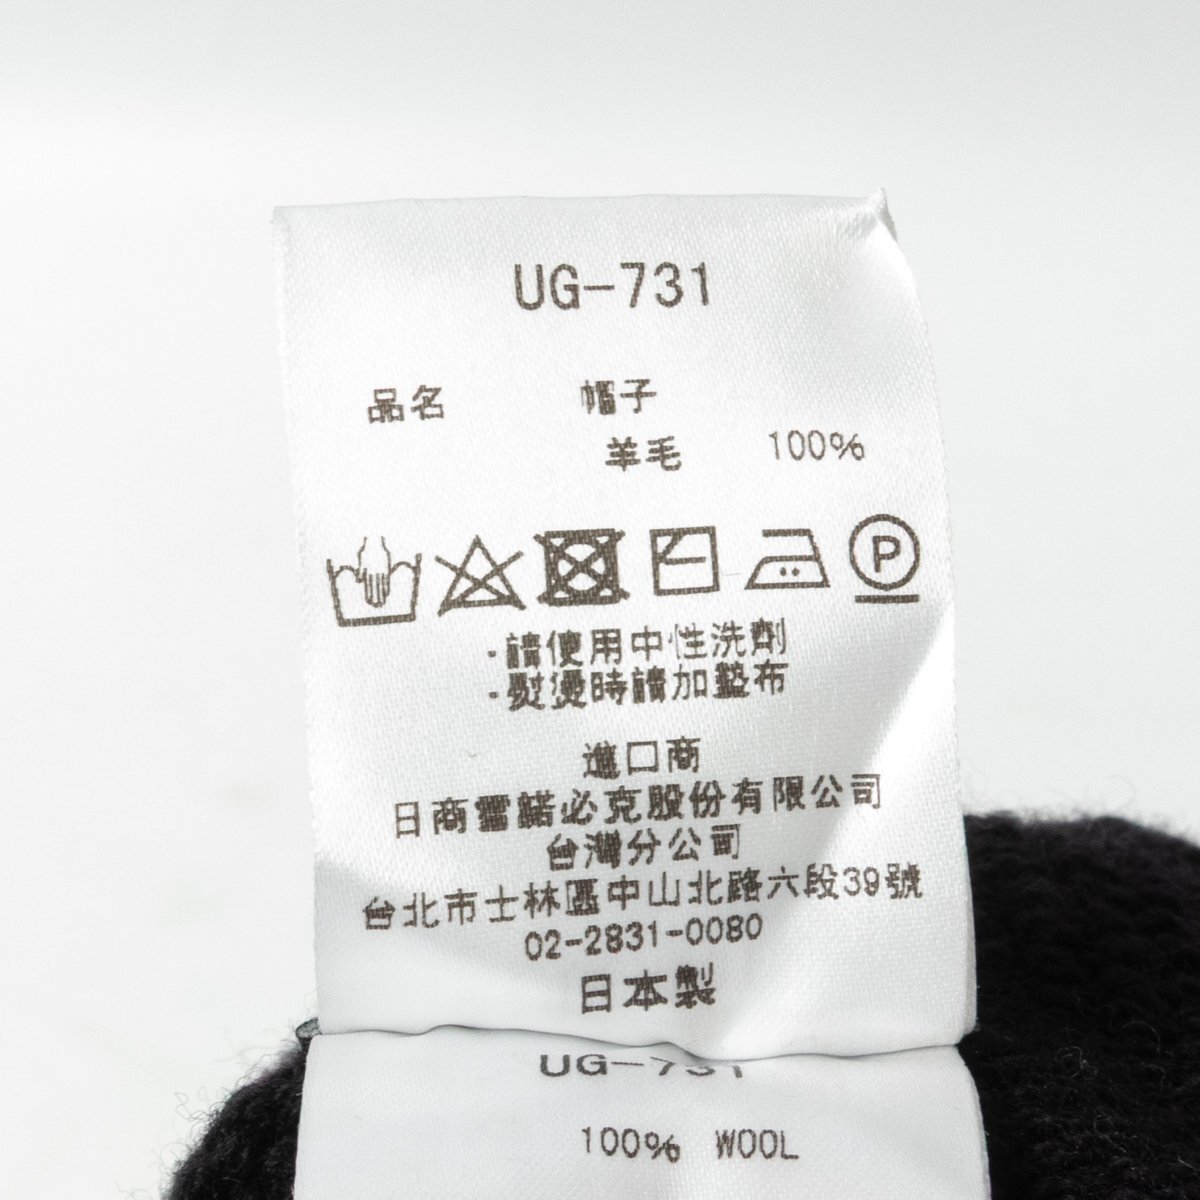 UG-731
品名 帽子
羊毛 100%
P
·請使用中性洗劑
·熨燙時請加墊布
進口商
日商雷諾必克股份有限公司
台灣分公司
台北市士林區中山北路六段39號
02-2831-0080
日本製
UG-731
100% WOOL